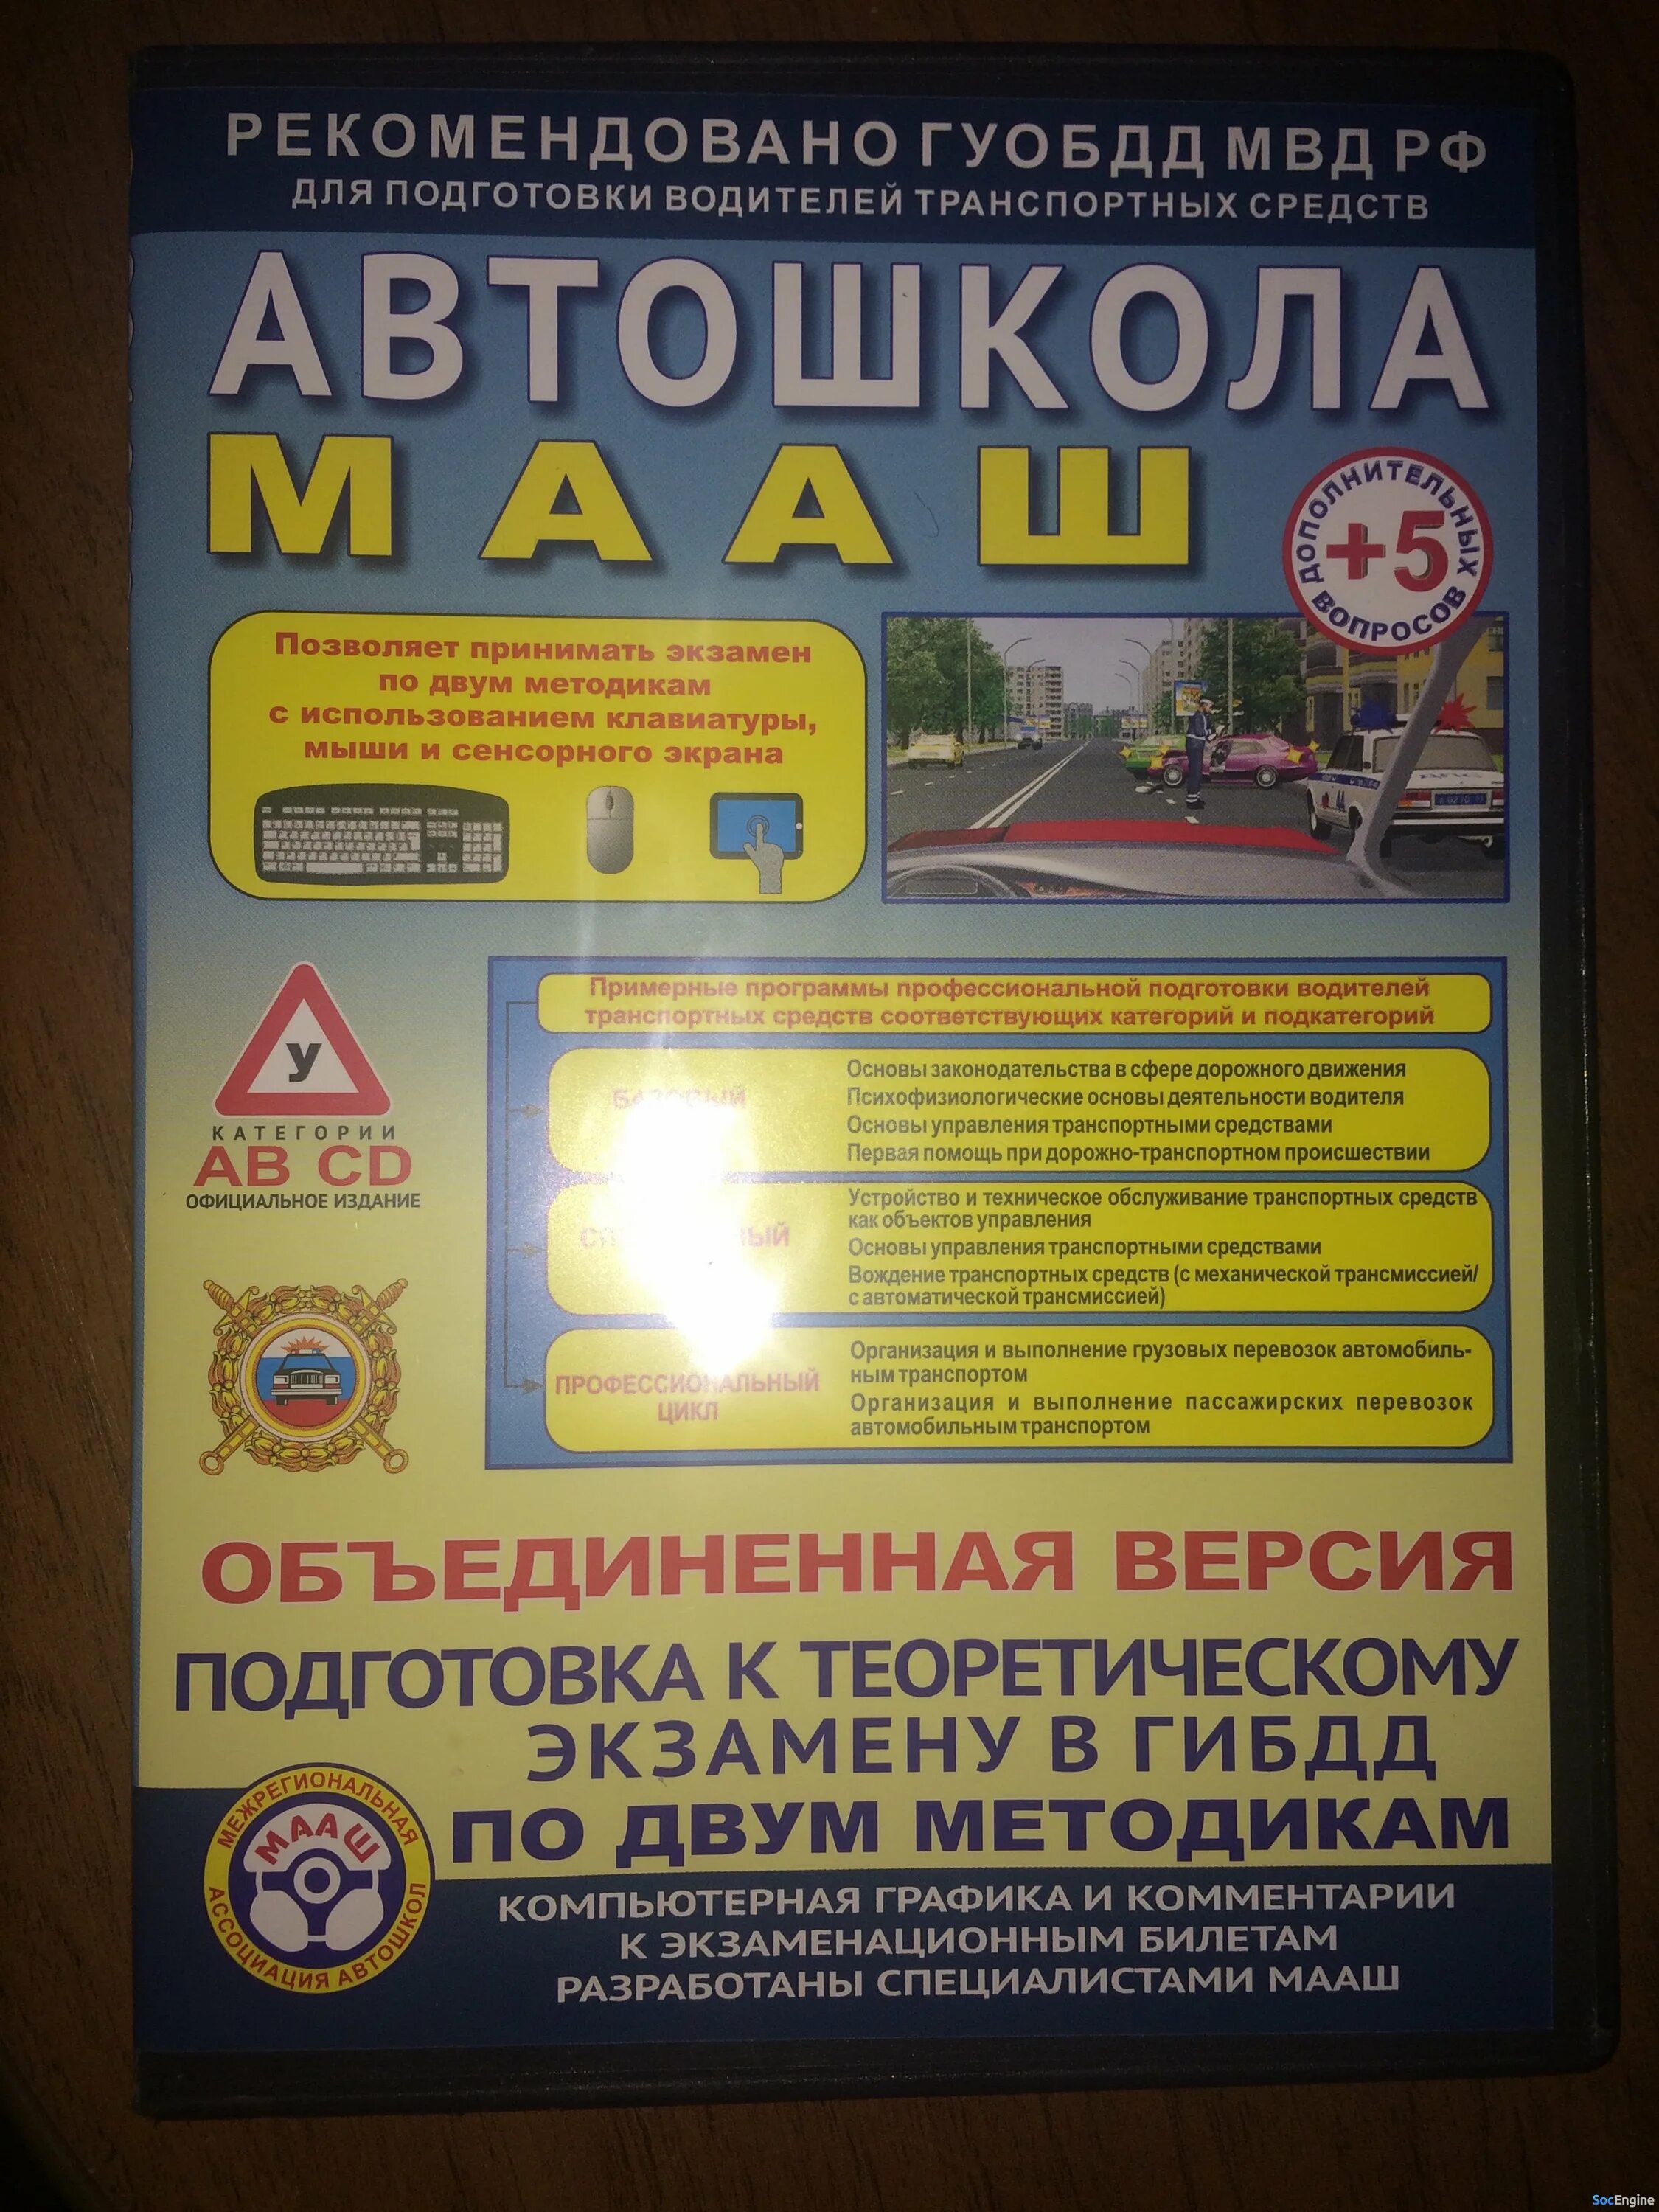 РЕКОМЕНДОВАНО ГУОБДД МВД РФ
ДЛЯ ПОДГОТОВКИ ВОДИТЕЛЕЙ ТРАНСПОРТНЫХ СРЕДСТВ
АВТОШКОЛА
МААШ
ДОПОЛНИТЕЛЬНЫХ
+5
ВОПРОСОВ
Позволяет принимать экзамен
по двум методикам
с использованием клавиатуры,
мыши и сенсорного экрана
У
КАТЕГОРИИ
АВ CD
ОФИЦИАЛЬНОЕ ИЗДАНИЕ
Примерные программы профессиональной подготовки водителей
транспортных средств соответствующих категорий и подкатегорий
БАЗОВЫЙ
Основы законодательства в сфере дорожного движения
Психофизиологические основы деятельности водителя
Основы управления транспортными средствами
Первая помощь при дорожно-транспортном происшествии
Устройство и техническое обслуживание транспортных средств
как объектов управления
Основы управления транспортными средствами
Вождение транспортных средств (с механической трансмиссией/
с автоматической трансмиссией)
ПРОФЕССИОНАЛЬНЫЙ
ЦИКЛ
Организация и выполнение грузовых перевозок автомобиль-
ным транспортом
Организация и выполнение пассажирских перевозок
автомобильным транспортом
ОБЪЕДИНЕННАЯ ВЕРСИЯ
ПОДГОТОВКА К ТЕОРЕТИЧЕСКОМУ
ЭКЗАМЕНУ В ГИБДД
ПО ДВУМ МЕТОДИКАМ
МЕЖРЕГИОНАЛЬНАЯ
МААШ
АССОЦИАЦИЯ АВТОШКОЛ
КОМПЬЮТЕРНАЯ ГРАФИКА И КОММЕНТАРИИ
К ЭКЗАМЕНАЦИОННЫМ БИЛЕТАМ
РАЗРАБОТАНЫ СПЕЦИАЛИСТАМИ МААШ
SocEngine